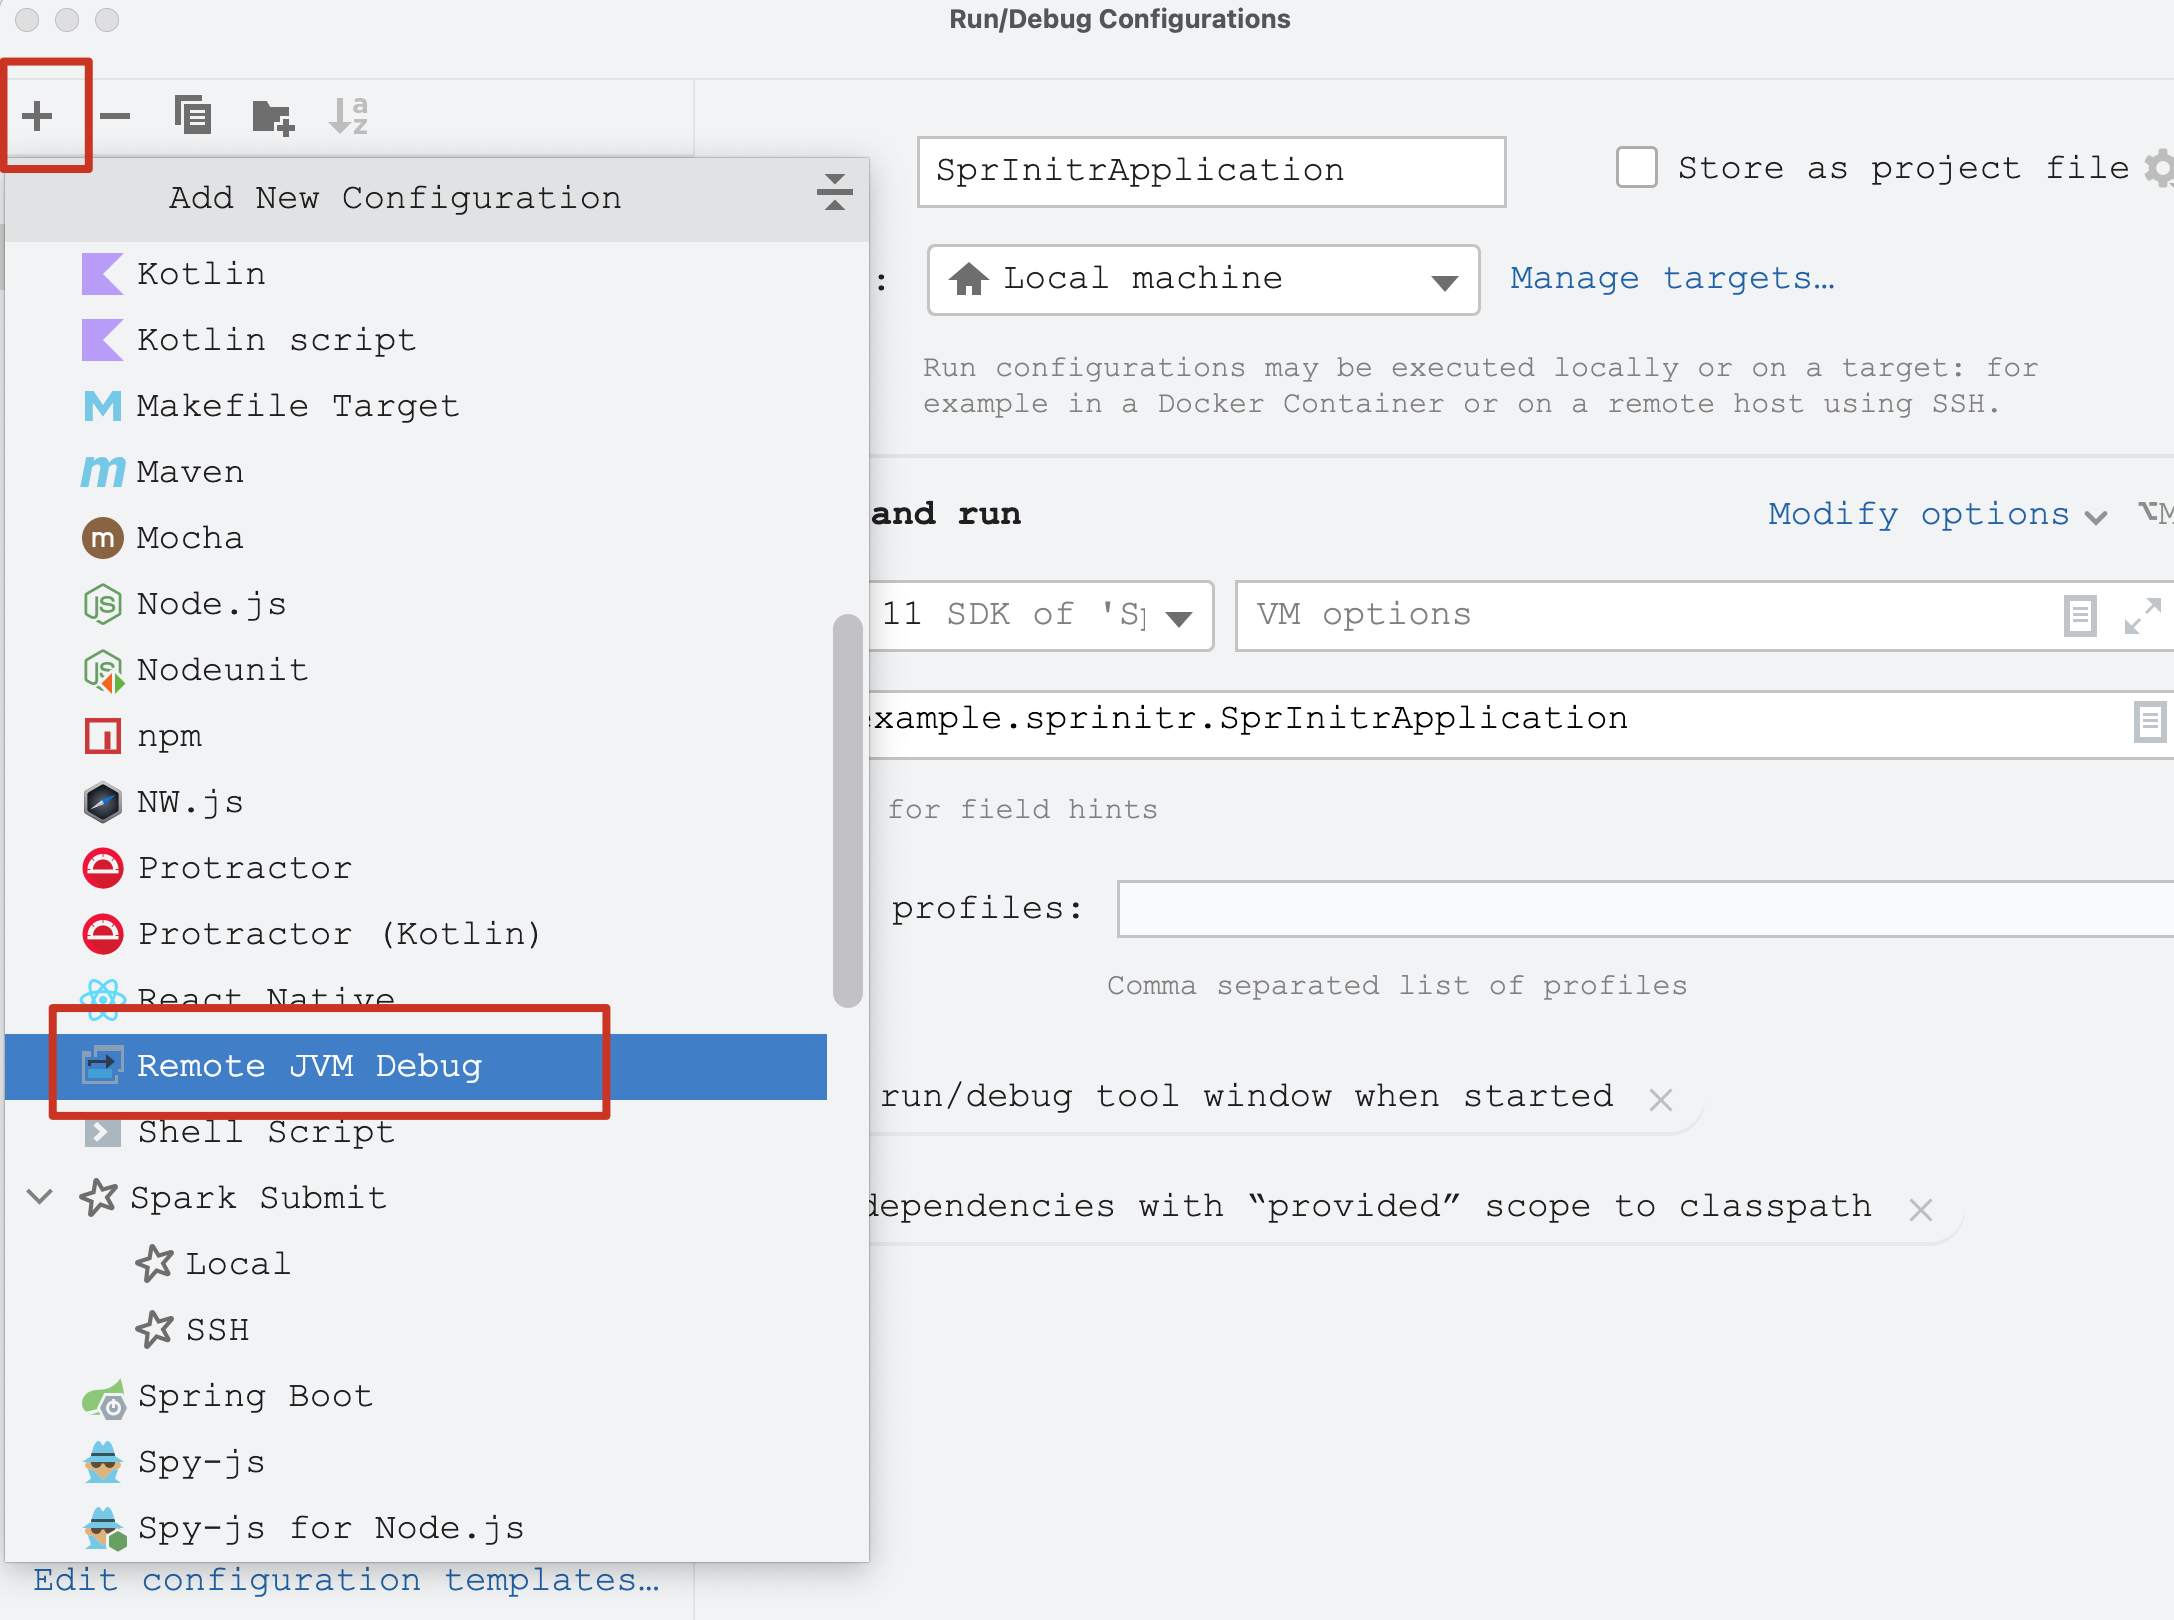 Run/Debug Configurations
Add New Configuration
Kotlin
Kotlin script
Makefile Target
Maven
Mocha
Node.js
Nodeunit
npm
NW.js
Protractor
Protractor (Kotlin)
React Native
Remote JVM Debug
Shell Script
Spark Submit
Local
SSH
Spring Boot
Spy-js
Spy-js for Node.js
Edit configuration templates…
SprInitrApplication
Store as project file
: Local machine
Manage targets…
Run configurations may be executed locally or on a target: for
example in a Docker Container or on a remote host using SSH.
and run
Modify options
⌥M
11 SDK of 'Sp
VM options
example.sprinitr.SprInitrApplication
for field hints
profiles:
Comma separated list of profiles
run/debug tool window when started
dependencies with “provided” scope to classpath